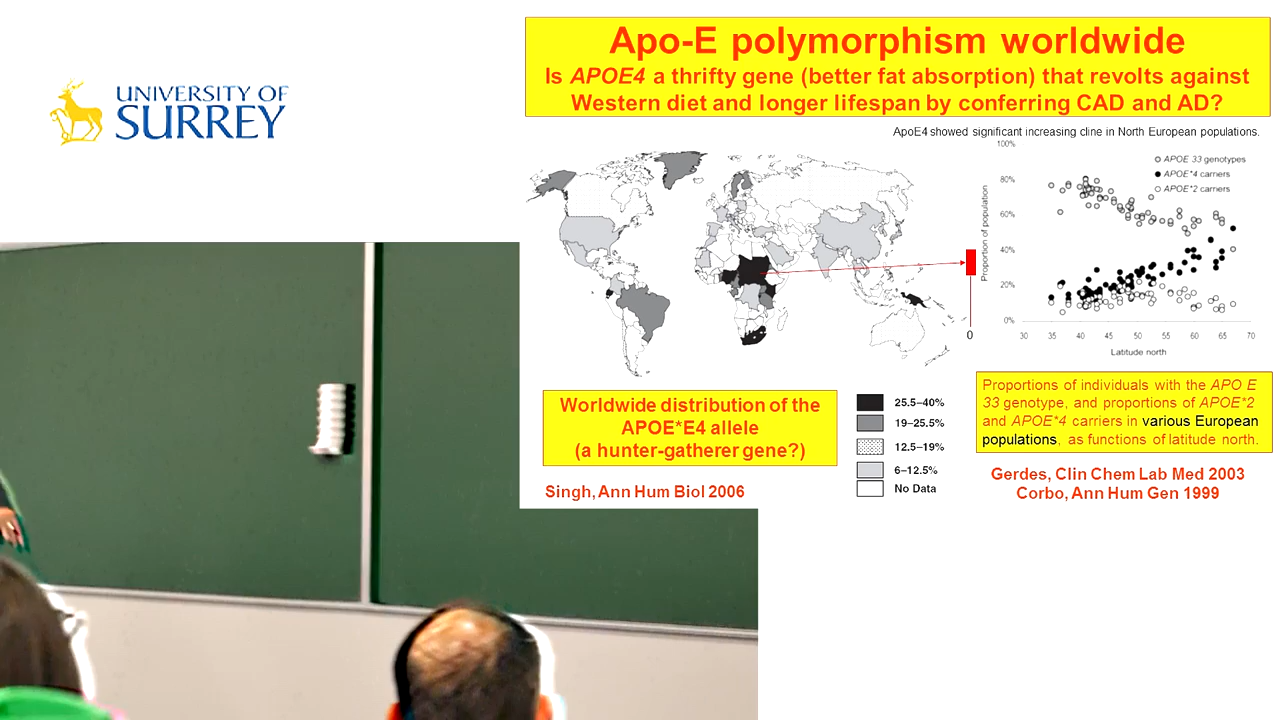 UNIVERSITY OF
SURREY
Apo-E polymorphism worldwide
Is APOE4 a thrifty gene (better fat absorption) that revolts against
Western diet and longer lifespan by conferring CAD and AD?
ApoE4 showed significant increasing cline in North European populations.
100%
80%
60%
40%
20%
0%
Proportion of population
APOE 33 genotypes
APOE*4 carriers
APOE*2 carriers
30 35 40 45 50 55 60 65 70
Latitude north
0
Worldwide distribution of the
APOE*E4 allele
(a hunter-gatherer gene?)
Singh, Ann Hum Biol 2006
25.5–40%
19–25.5%
12.5–19%
6–12.5%
No Data
Proportions of individuals with the APO E
33 genotype, and proportions of APOE*2
and APOE*4 carriers in various European
populations, as functions of latitude north.
Gerdes, Clin Chem Lab Med 2003
Corbo, Ann Hum Gen 1999